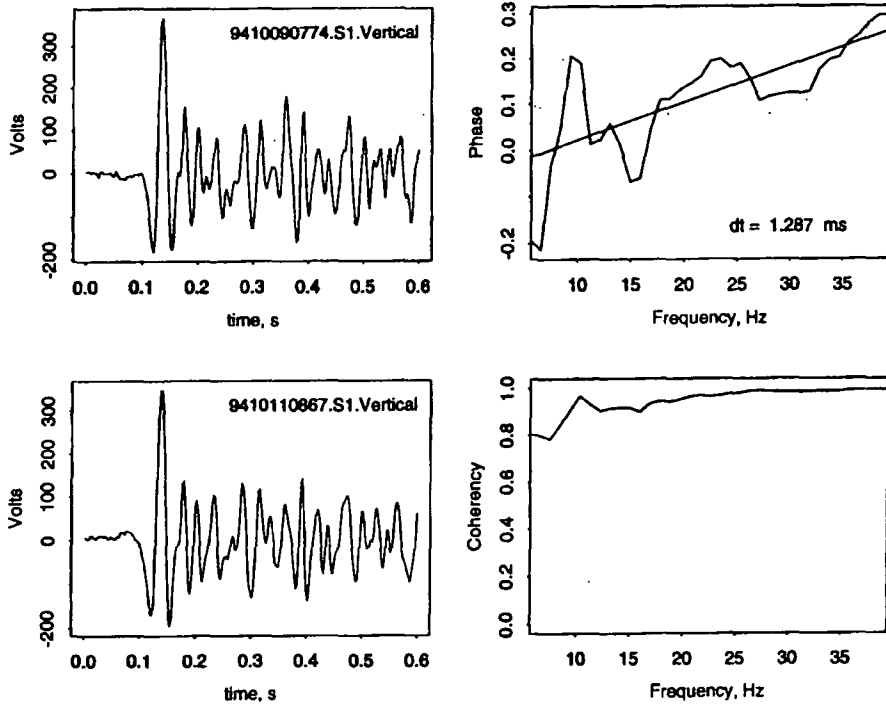 9410090774.S1.Vertical
Volts
300
200
100
0
-200
0.0 0.1 0.2 0.3 0.4 0.5 0.6
time, s
Phase
0.3
0.2
0.1
0.0
-0.2
dt = 1.287 ms
10 15 20 25 30 35
Frequency, Hz
9410110667.S1.Vertical
Volts
300
200
100
0
-200
0.0 0.1 0.2 0.3 0.4 0.5 0.6
time, s
Coherency
1.0
0.8
0.6
0.4
0.2
0.0
10 15 20 25 30 35
Frequency, Hz